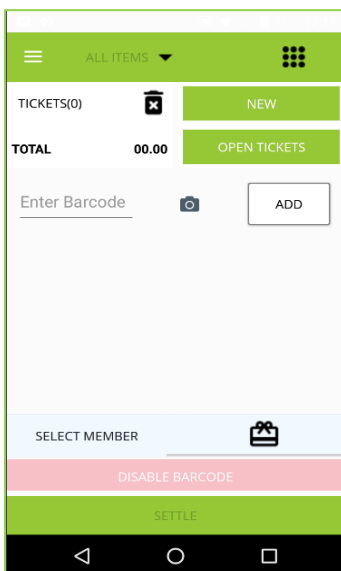 ALL ITEMS
TICKETS(0)
NEW
TOTAL 00.00
OPEN TICKETS
Enter Barcode
ADD
SELECT MEMBER
DISABLE BARCODE
SETTLE